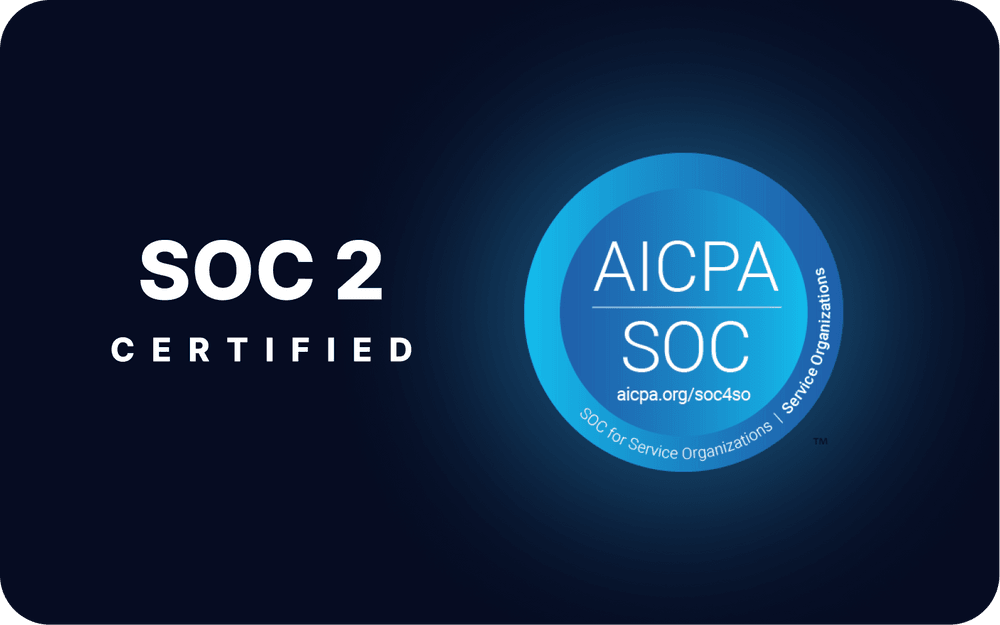 SOC 2
CERTIFIED
AICPA
SOC
aicpa.org/soc4so
SOC for Service Organizations | Service Organizations
TM